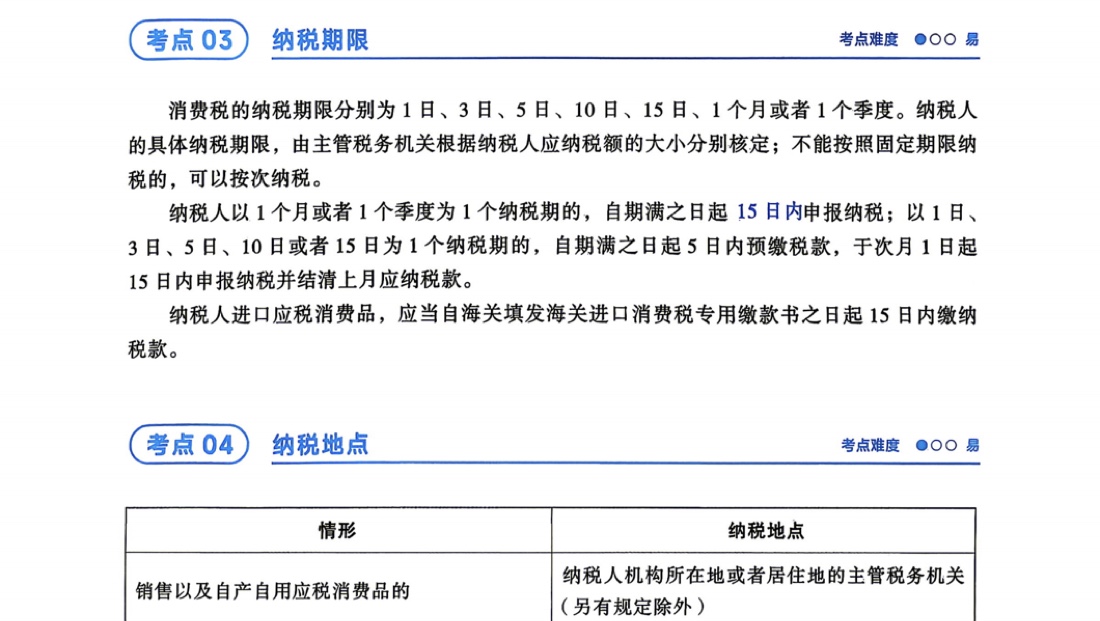 考点 03 纳税期限 考点难度 ●○○ 易
消费税的纳税期限分别为 1 日、3 日、5 日、10 日、15 日、1 个月或者 1 个季度。纳税人
的具体纳税期限，由主管税务机关根据纳税人应纳税额的大小分别核定；不能按照固定期限纳
税的，可以按次纳税。
纳税人以 1 个月或者 1 个季度为 1 个纳税期的，自期满之日起 15 日内申报纳税；以 1 日、
3 日、5 日、10 日或者 15 日为 1 个纳税期的，自期满之日起 5 日内预缴税款，于次月 1 日起
15 日内申报纳税并结清上月应纳税款。
纳税人进口应税消费品，应当自海关填发海关进口消费税专用缴款书之日起 15 日内缴纳
税款。
考点 04 纳税地点 考点难度 ●○○ 易
情形 纳税地点
销售以及自产自用应税消费品的
纳税人机构所在地或者居住地的主管税务机关
（另有规定除外）